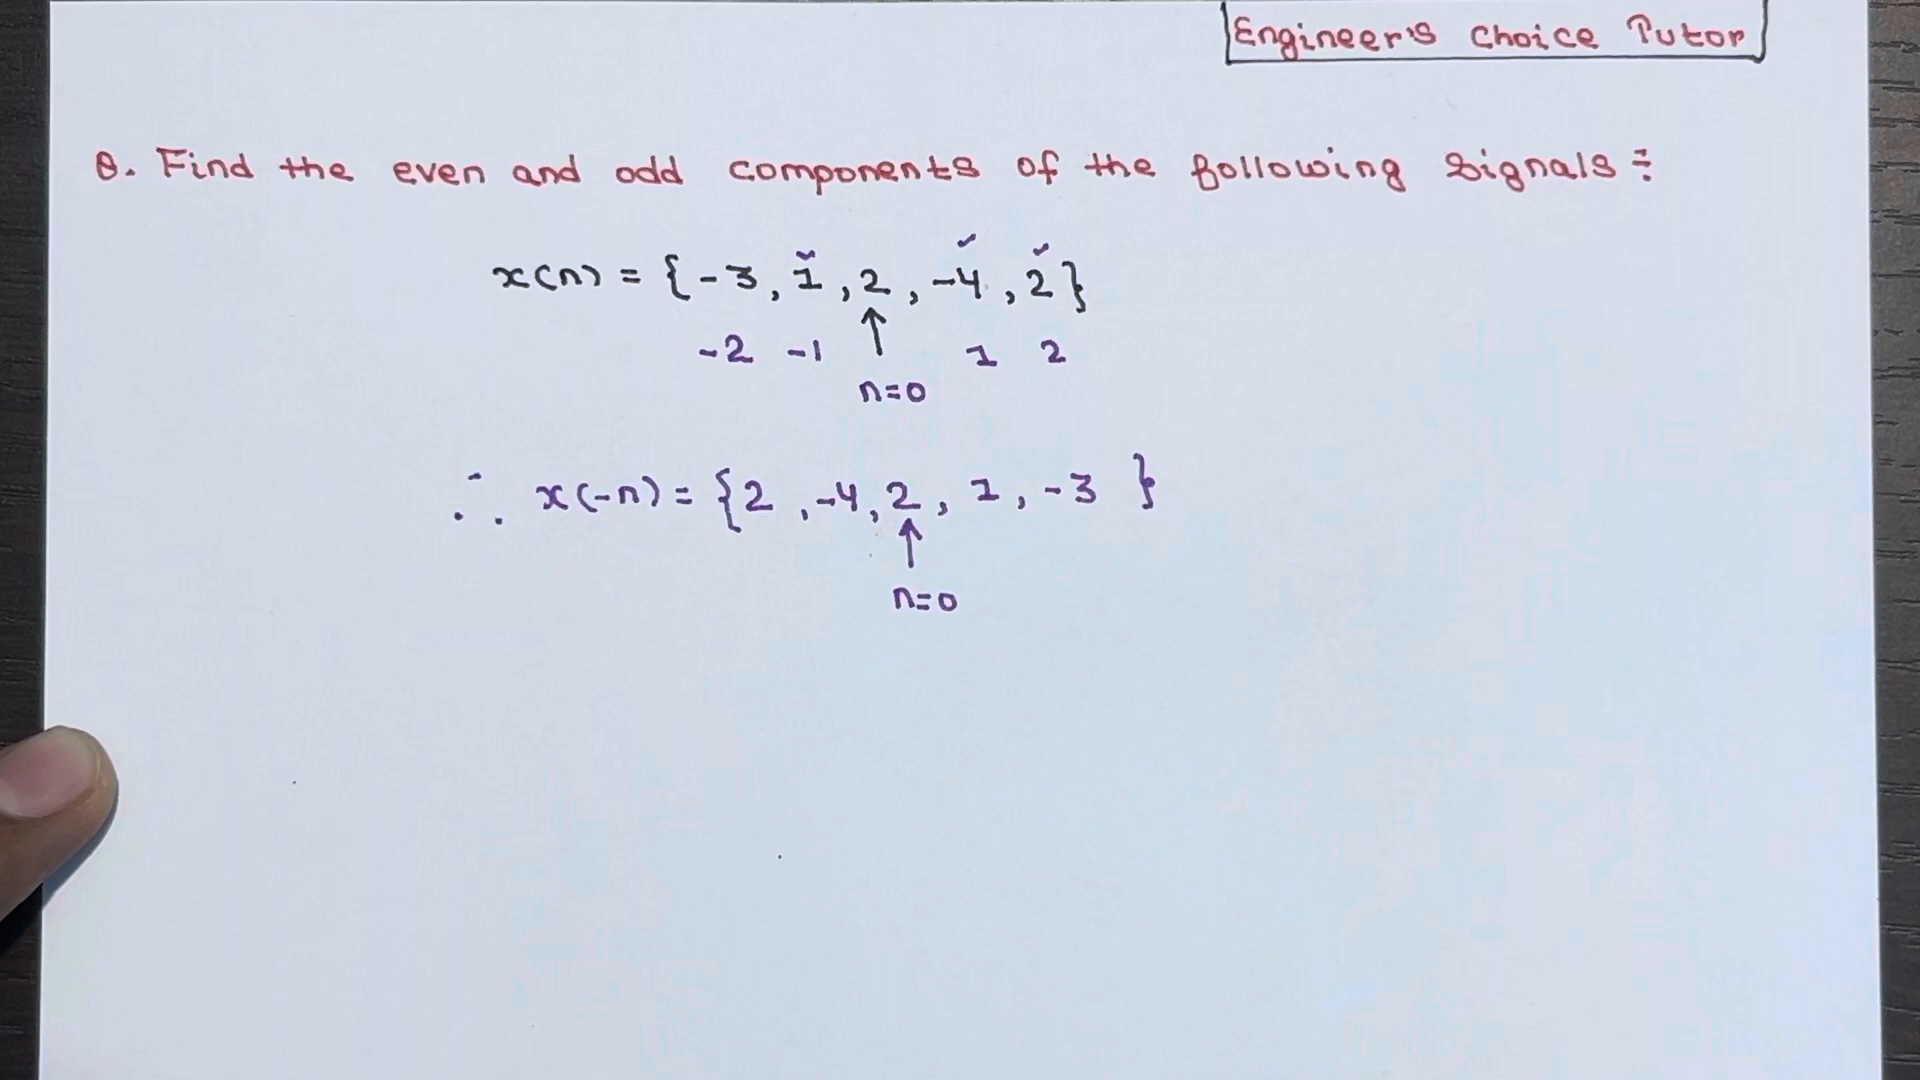 Engineer's Choice Tutor
Q. Find the even and odd components of the following signals :
x(n) = {-3, 1, 2, -4, 2}
-2 -1 ↑ 1 2
n=0
∴ x(-n) = {2, -4, 2, 1, -3}
↑
n=0